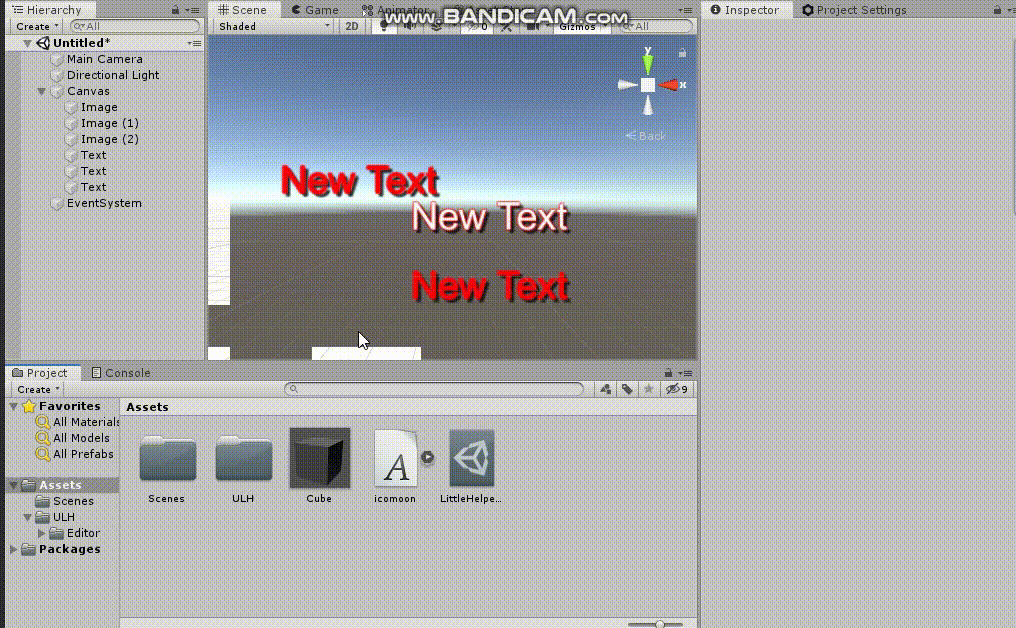 Hierarchy
Create
All
Untitled*
Main Camera
Directional Light
Canvas
Image
Image (1)
Image (2)
Text
Text
Text
EventSystem
Scene
Game
Animator
www.BANDICAM.com
Shaded
2D
0
Gizmos
All
y
x
Back
New Text
New Text
New Text
Inspector
Project Settings
Project
Console
Create
9
Favorites
All Materials
All Models
All Prefabs
Assets
Scenes
ULH
Editor
Packages
Assets
Scenes
ULH
Cube
A
icomoon
LittleHelpe...